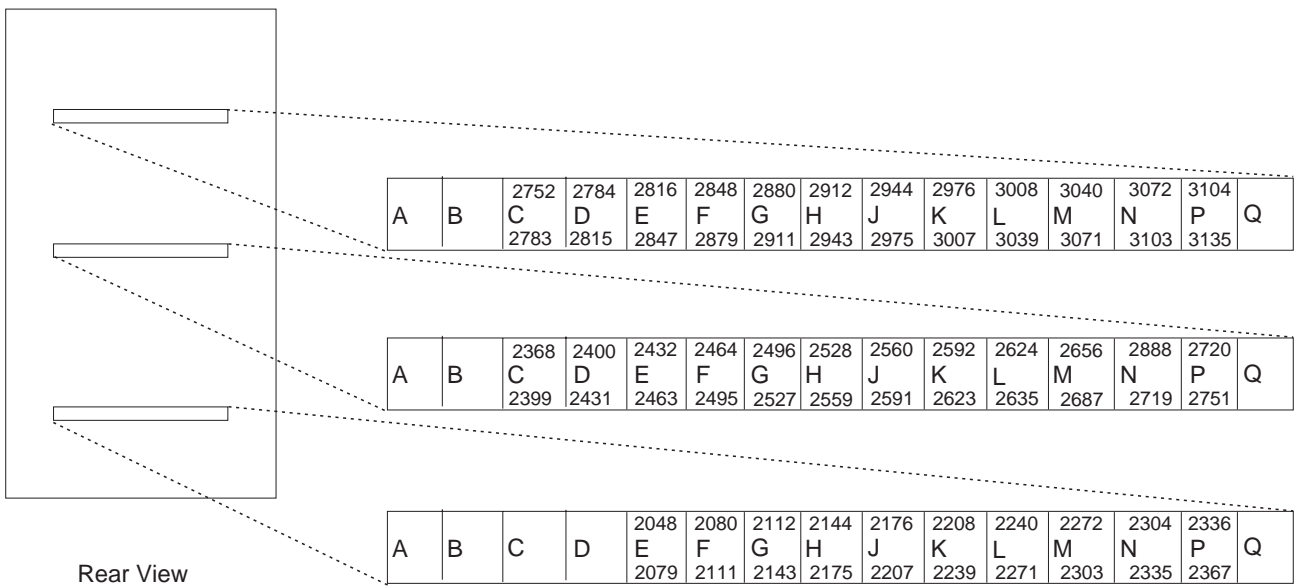 2752 2784 2816 2848 2880 2912 2944 2976 3008 3040 3072 3104
A B C D E F G H J K L M N P Q
2783 2815 2847 2879 2911 2943 2975 3007 3039 3071 3103 3135
2368 2400 2432 2464 2496 2528 2560 2592 2624 2656 2888 2720
A B C D E F G H J K L M N P Q
2399 2431 2463 2495 2527 2559 2591 2623 2635 2687 2719 2751
2048 2080 2112 2144 2176 2208 2240 2272 2304 2336
A B C D E F G H J K L M N P Q
2079 2111 2143 2175 2207 2239 2271 2303 2335 2367
Rear View